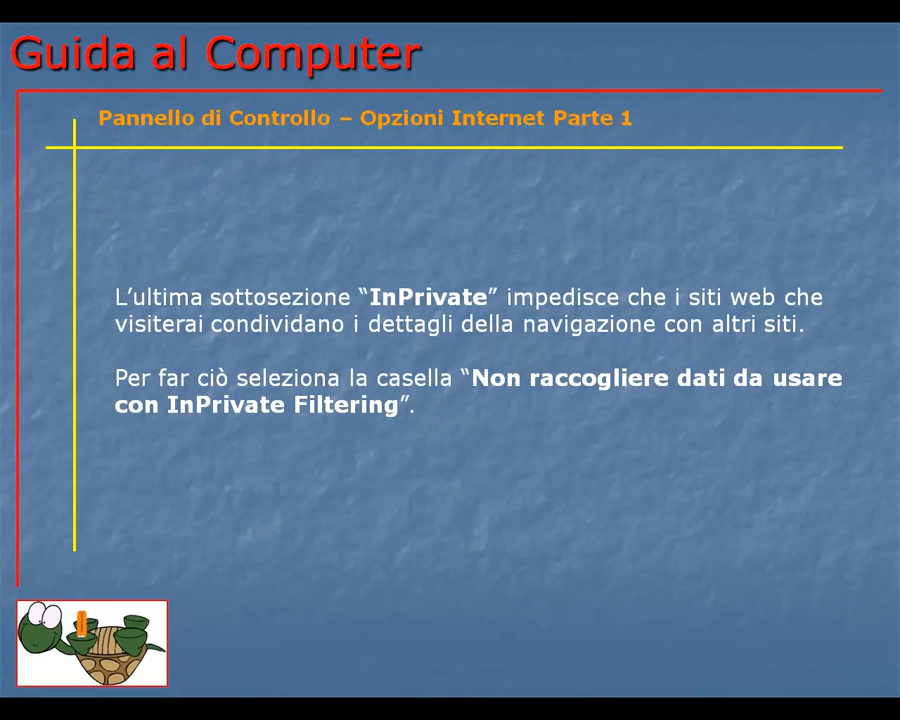 Guida al Computer
Pannello di Controllo – Opzioni Internet Parte 1
L’ultima sottosezione “InPrivate” impedisce che i siti web che
visiterai condividano i dettagli della navigazione con altri siti.
Per far ciò seleziona la casella “Non raccogliere dati da usare
con InPrivate Filtering”.